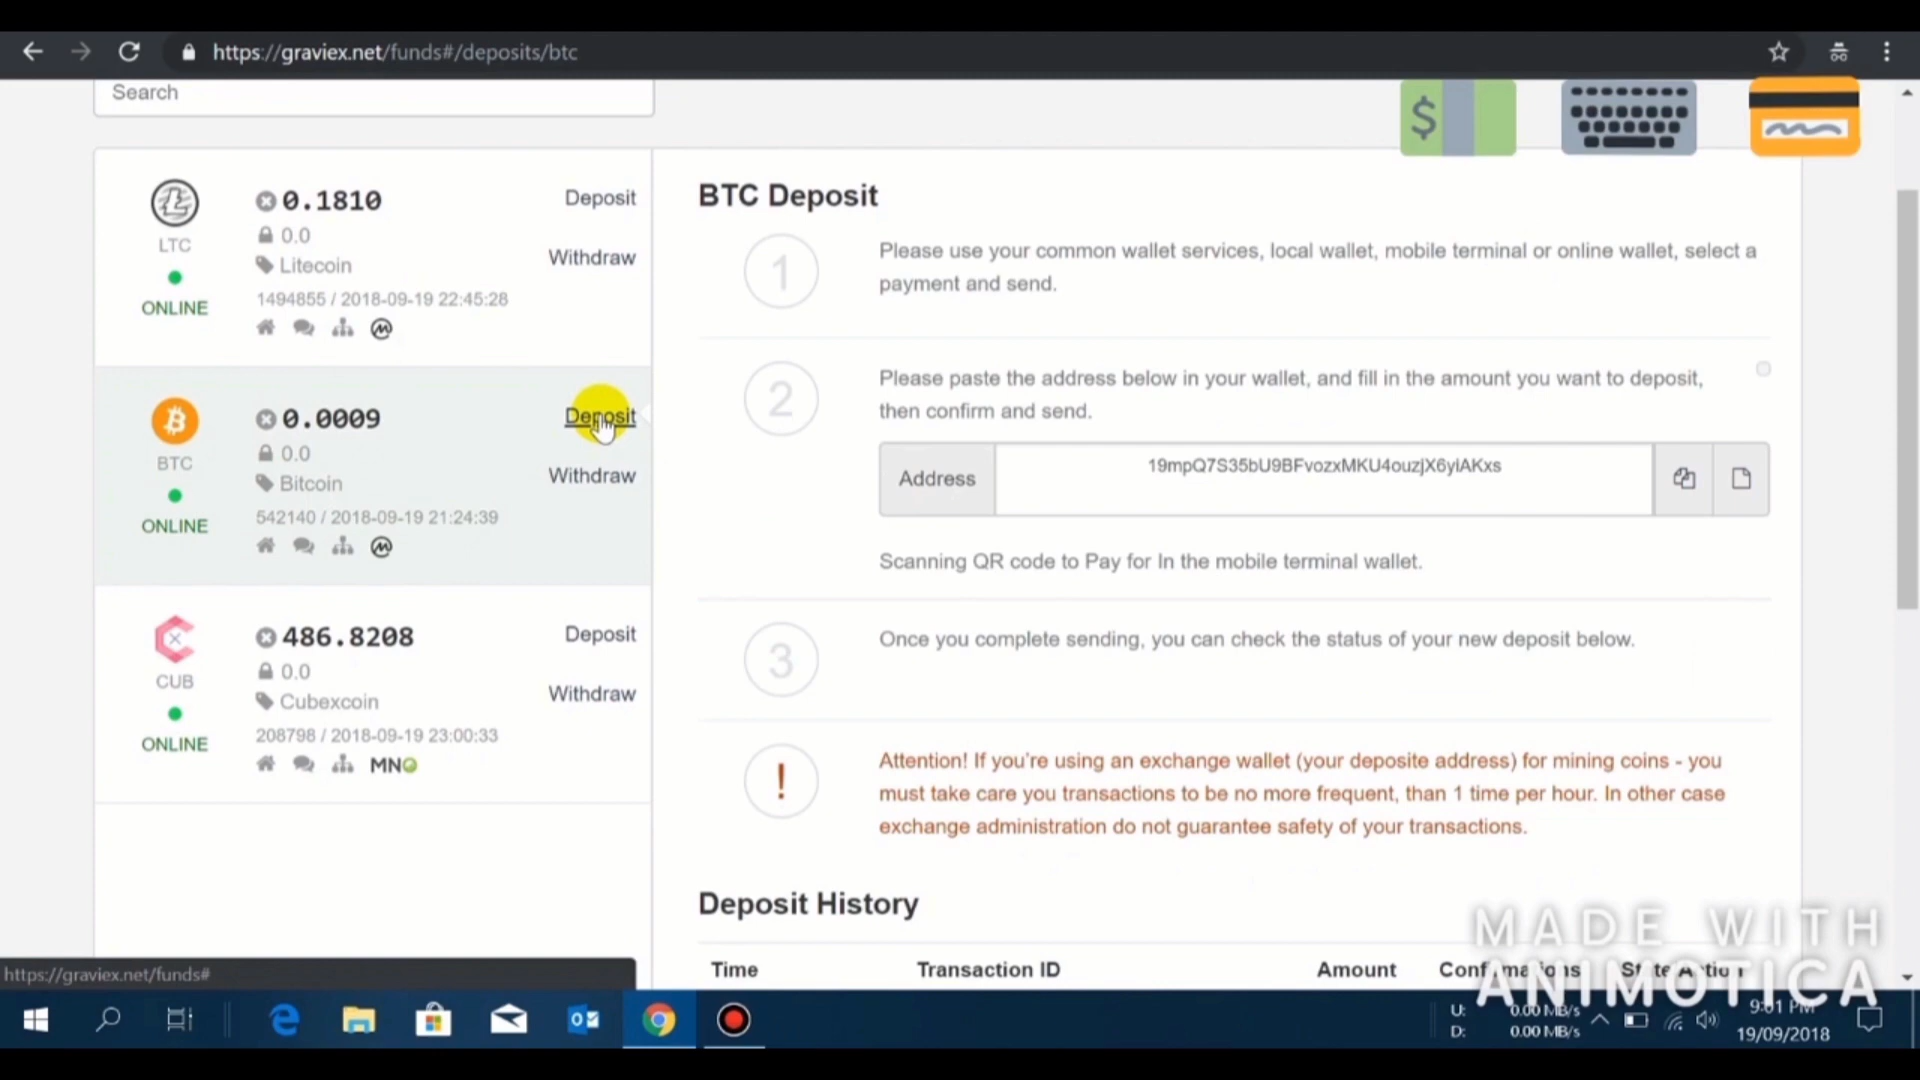 https://graviex.net/funds#/deposits/btc
Search
$
LTC
ONLINE
0.1810
0.0
Litecoin
1494855 / 2018-09-19 22:45:28
Deposit
Withdraw
BTC
ONLINE
0.0009
0.0
Bitcoin
542140 / 2018-09-19 21:24:39
Deposit
Withdraw
CUB
ONLINE
486.8208
0.0
Cubexcoin
208798 / 2018-09-19 23:00:33
MN
Deposit
Withdraw
BTC Deposit
1
Please use your common wallet services, local wallet, mobile terminal or online wallet, select a
payment and send.
2
Please paste the address below in your wallet, and fill in the amount you want to deposit,
then confirm and send.
Address
19mpQ7S35bU9BFvozxMKU4ouzjX6ylAKxs
Scanning QR code to Pay for In the mobile terminal wallet.
3
Once you complete sending, you can check the status of your new deposit below.
!
Attention! If you're using an exchange wallet (your deposite address) for mining coins - you
must take care you transactions to be no more frequent, than 1 time per hour. In other case
exchange administration do not guarantee safety of your transactions.
Deposit History
Time Transaction ID Amount Confirmations State/Action
MADE WITH
ANIMOTICA
https://graviex.net/funds#
U: 0.00 MB/s
D: 0.00 MB/s
9:01 PM
19/09/2018